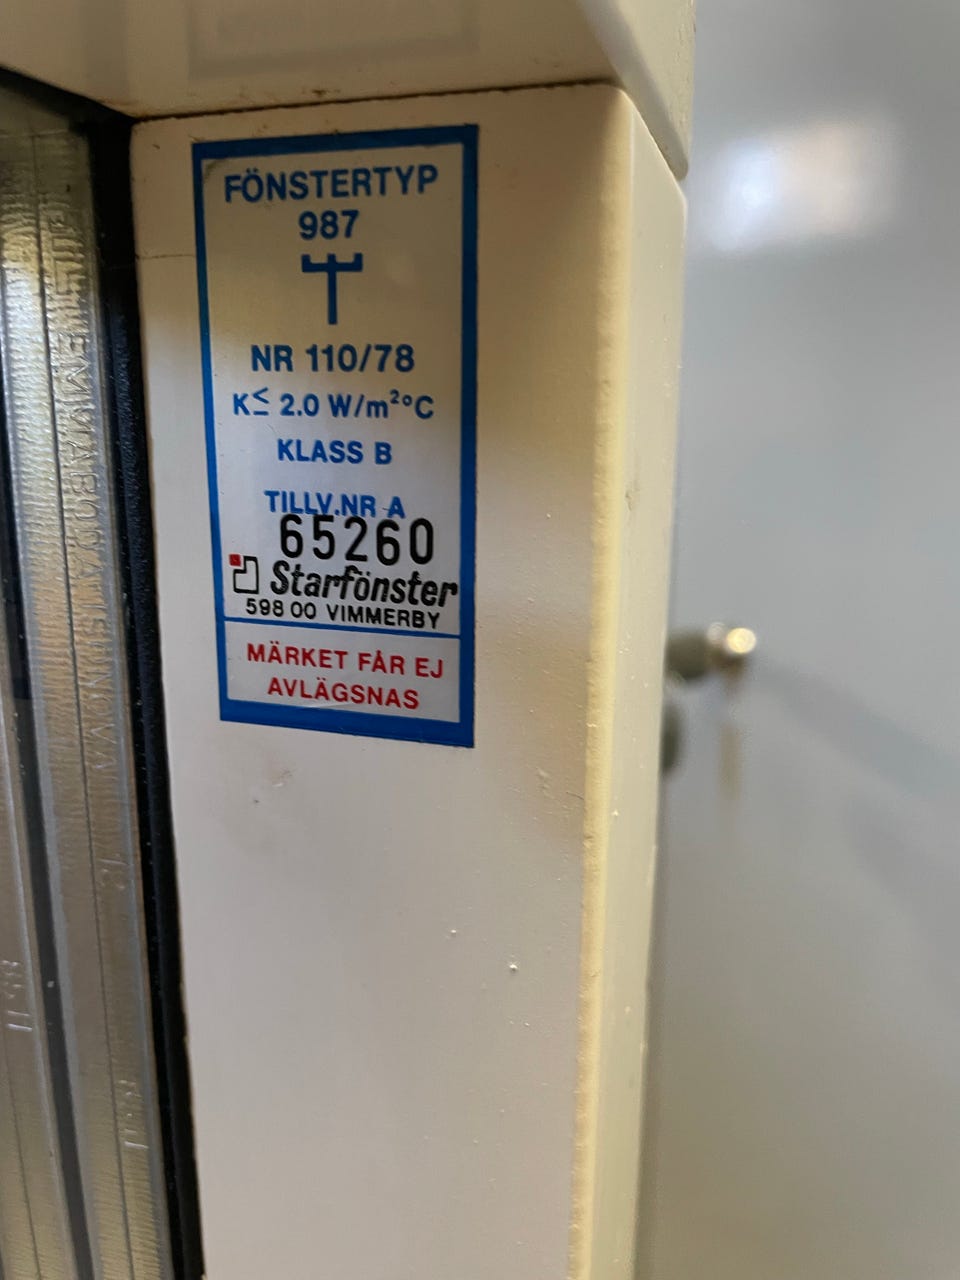 FÖNSTERTYP
987
NR 110/78
K≤ 2.0 W/m²°C
KLASS B
TILLV.NR A
65260
Starfönster
598 00 VIMMERBY
MÄRKET FÅR EJ
AVLÄGSNAS